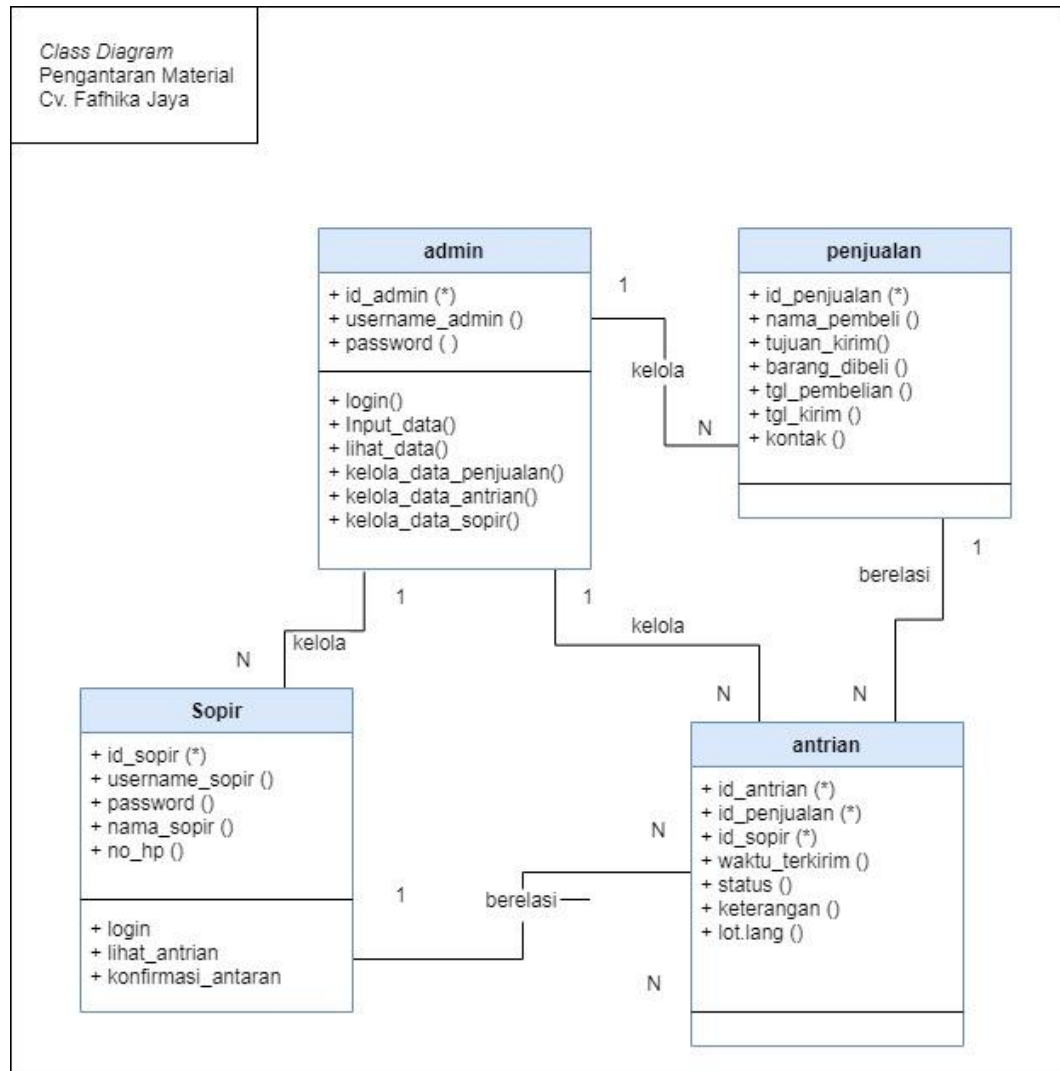 Class Diagram
Pengantaran Material
Cv. Fafhika Jaya
admin
+ id_admin (*)
+ username_admin ()
+ password ( )
+ login()
+ Input_data()
+ lihat_data()
+ kelola_data_penjualan()
+ kelola_data_antrian()
+ kelola_data_sopir()
1
kelola
N
penjualan
+ id_penjualan (*)
+ nama_pembeli ()
+ tujuan_kirim()
+ barang_dibeli ()
+ tgl_pembelian ()
+ tgl_kirim ()
+ kontak ()
1
kelola
N
1
kelola
N
1
berelasi
N
Sopir
+ id_sopir (*)
+ username_sopir ()
+ password ()
+ nama_sopir ()
+ no_hp ()
+ login
+ lihat_antrian
+ konfirmasi_antaran
1
berelasi
N
N
antrian
+ id_antrian (*)
+ id_penjualan (*)
+ id_sopir (*)
+ waktu_terkirim ()
+ status ()
+ keterangan ()
+ lot.lang ()